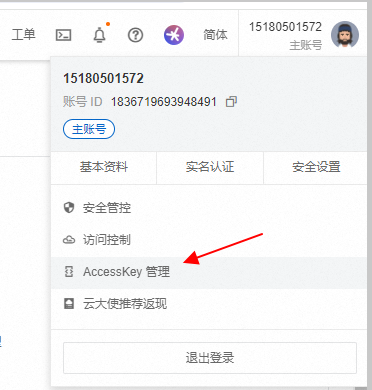 工单 简体 15180501572
主账号
15180501572
账号 ID 1836719693948491
主账号
基本资料 实名认证 安全设置
安全管控
访问控制
AccessKey 管理
云大使推荐返现
退出登录